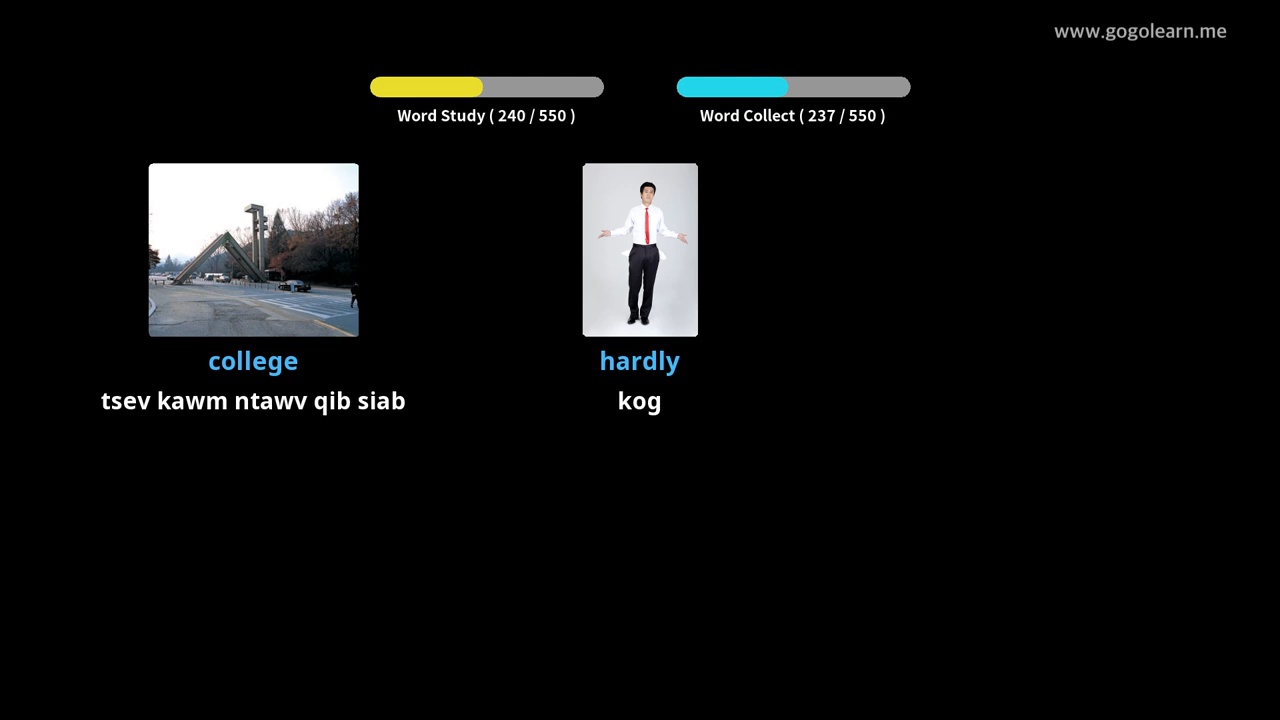 www.gogolearn.me
Word Study ( 240 / 550 )
Word Collect ( 237 / 550 )
college
hardly
tsev kawm ntawv qib siab
kog